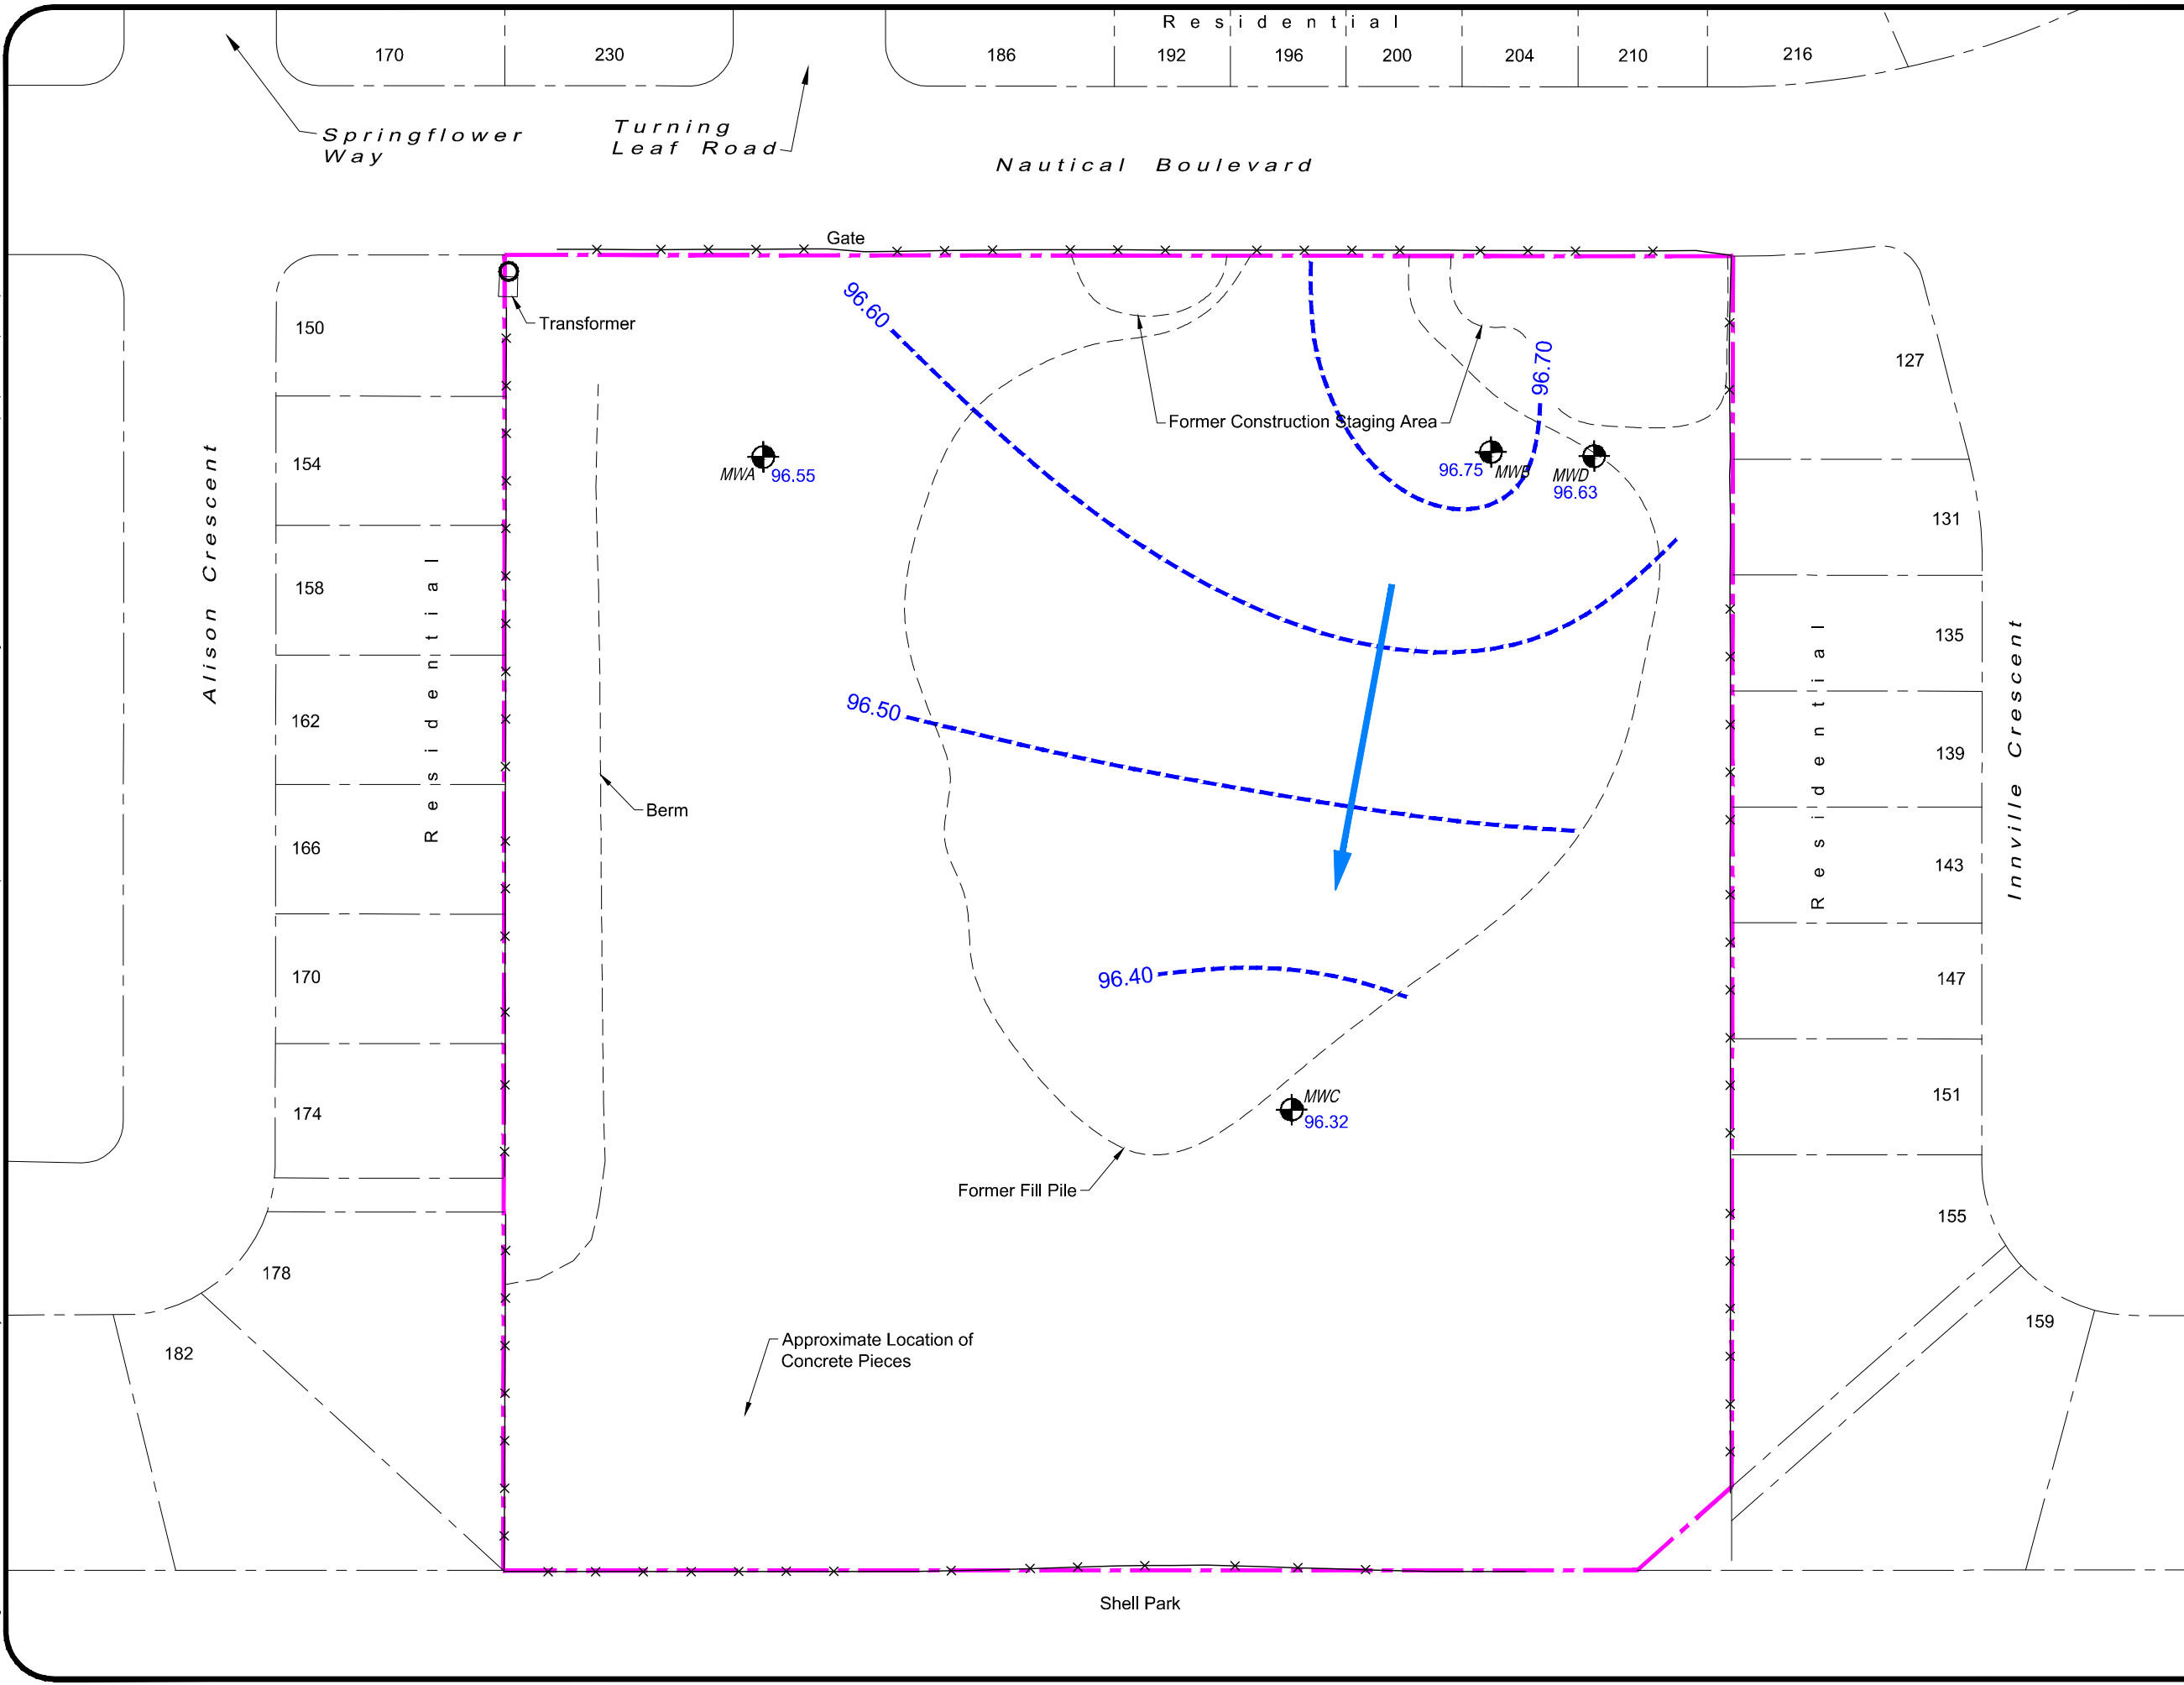 Residential
170
230
186
192
196
200
204
210
216
Springflower
Way
Turning
Leaf Road
Nautical Boulevard
Gate
Transformer
96.60
96.70
Former Construction Staging Area
MWA
96.55
96.75
MWB
MWD
96.63
150
154
158
162
166
170
174
178
182
Alison Crescent
Residential
Berm
96.50
96.40
MWC
96.32
Former Fill Pile
Approximate Location of
Concrete Pieces
127
131
135
139
143
147
151
155
159
Residential
Innville Crescent
Shell Park